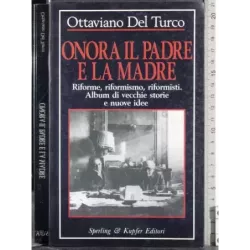 Ottaviano Del Turco
ONORA IL PADRE
E LA MADRE
Riforme, riformismo, riformisti.
Album di vecchie storie
e nuove idee
Sperling & Kupfer Editori